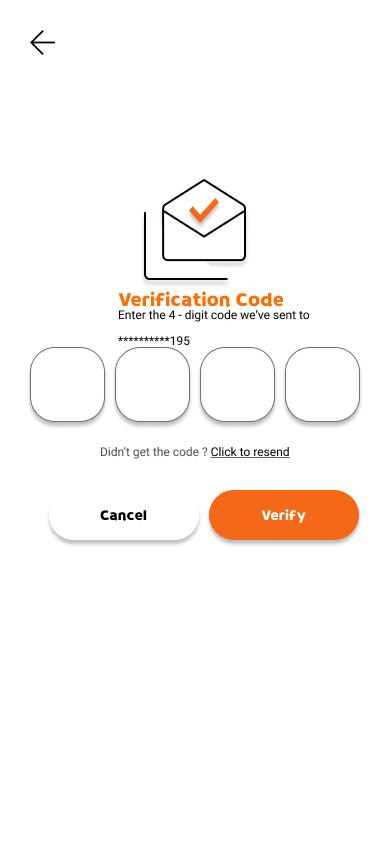 Verification Code
Enter the 4 - digit code we've sent to
**********195
Didn't get the code ? Click to resend
Cancel
Verify